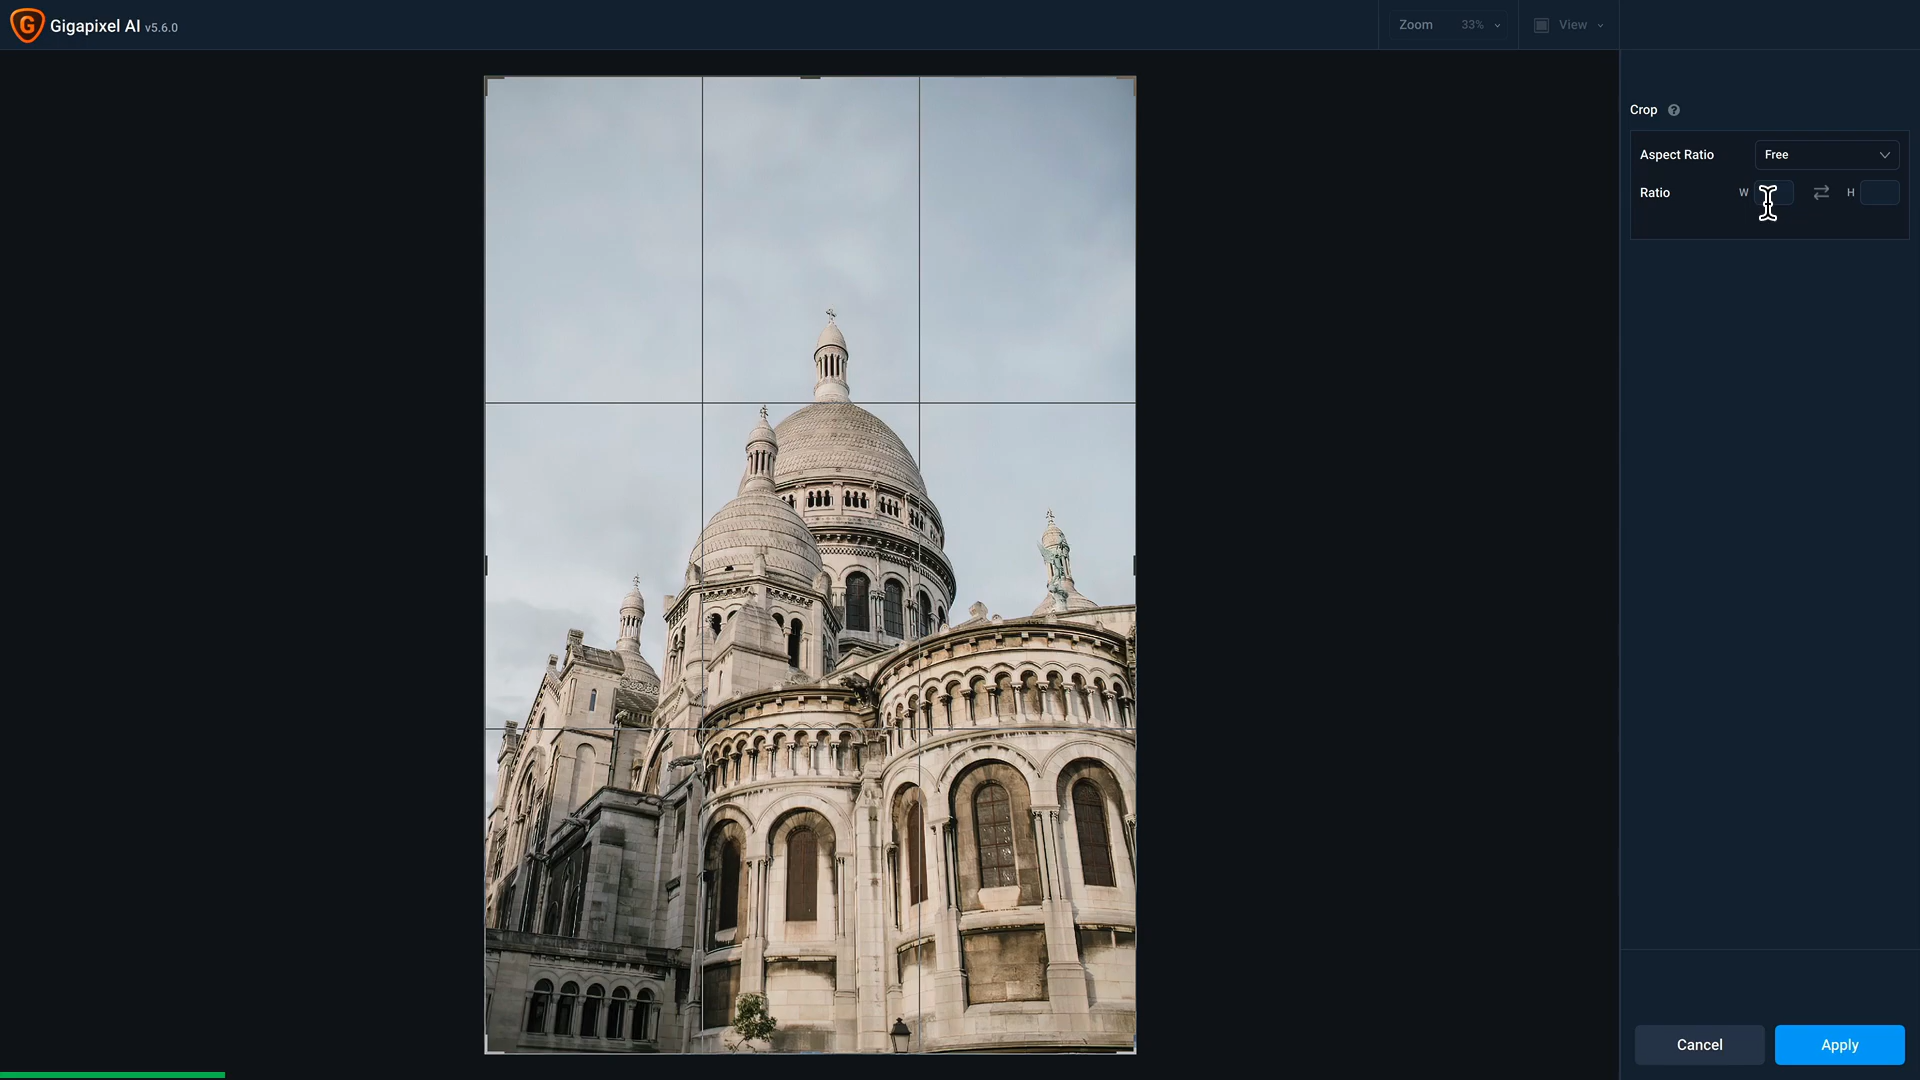 Gigapixel AI v5.6.0
Zoom 33%
View
Crop ?
Aspect Ratio Free
Ratio W H
Cancel
Apply